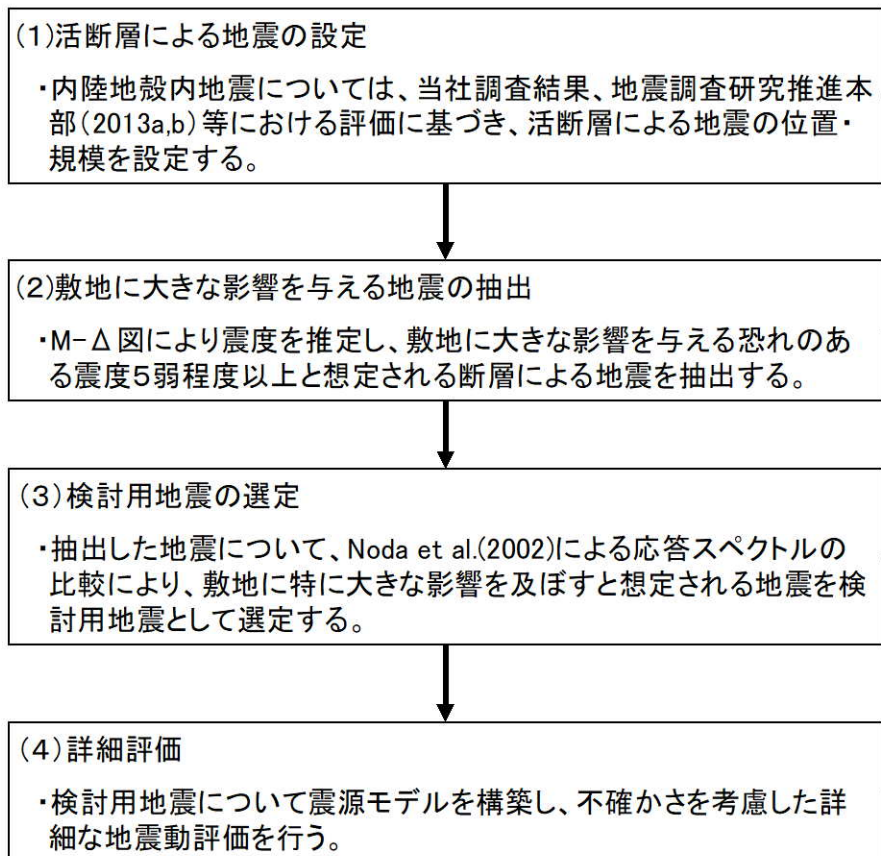 (1)活断層による地震の設定
・内陸地殻内地震については、当社調査結果、地震調査研究推進本
部(2013a,b)等における評価に基づき、活断層による地震の位置・
規模を設定する。
(2)敷地に大きな影響を与える地震の抽出
・M-Δ図により震度を推定し、敷地に大きな影響を与える恐れのあ
る震度5弱程度以上と想定される断層による地震を抽出する。
(3)検討用地震の選定
・抽出した地震について、Noda et al.(2002)による応答スペクトルの
比較により、敷地に特に大きな影響を及ぼすと想定される地震を検
討用地震として選定する。
(4)詳細評価
・検討用地震について震源モデルを構築し、不確かさを考慮した詳
細な地震動評価を行う。